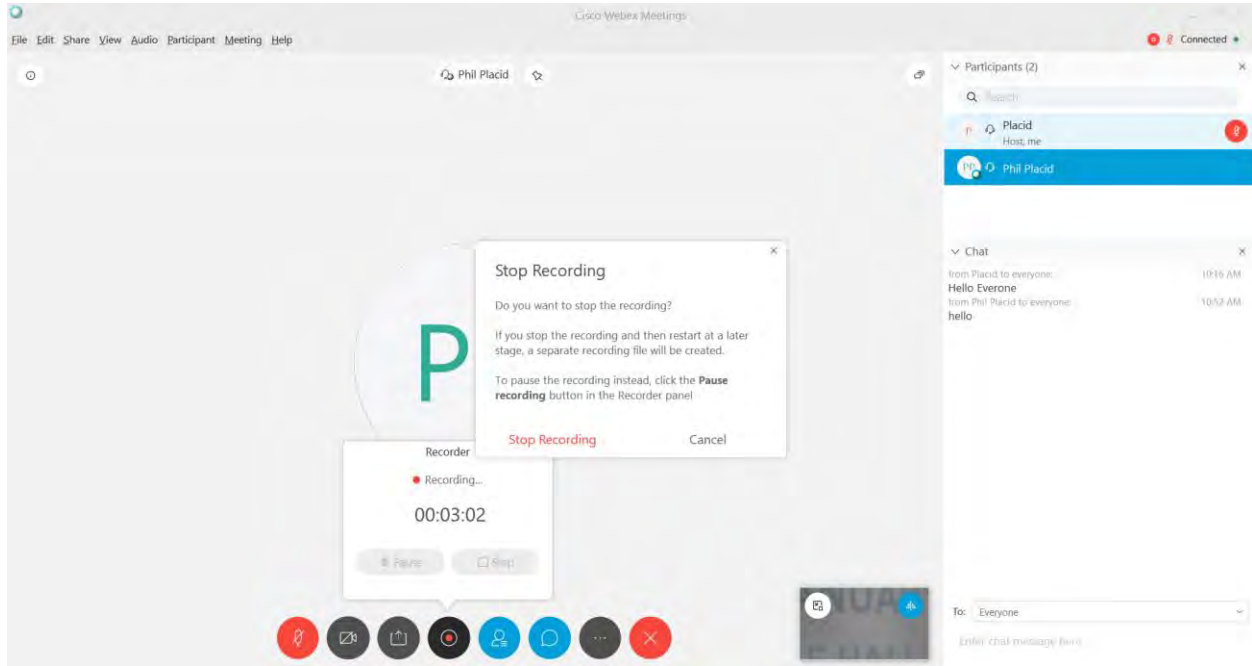 Cisco Webex Meetings
File Edit Share View Audio Participant Meeting Help
Connected
Phil Placid
Participants (2)
Search
P
Placid
Host, me
PP
Phil Placid
Chat
from Placid to everyone: 10:16 AM
Hello Everone
from Phil Placid to everyone: 10:52 AM
hello
P
Stop Recording
Do you want to stop the recording?
If you stop the recording and then restart at a later
stage, a separate recording file will be created.
To pause the recording instead, click the Pause
recording button in the Recorder panel
Stop Recording Cancel
Recorder
Recording...
00:03:02
Pause Stop
To: Everyone
Enter chat message here